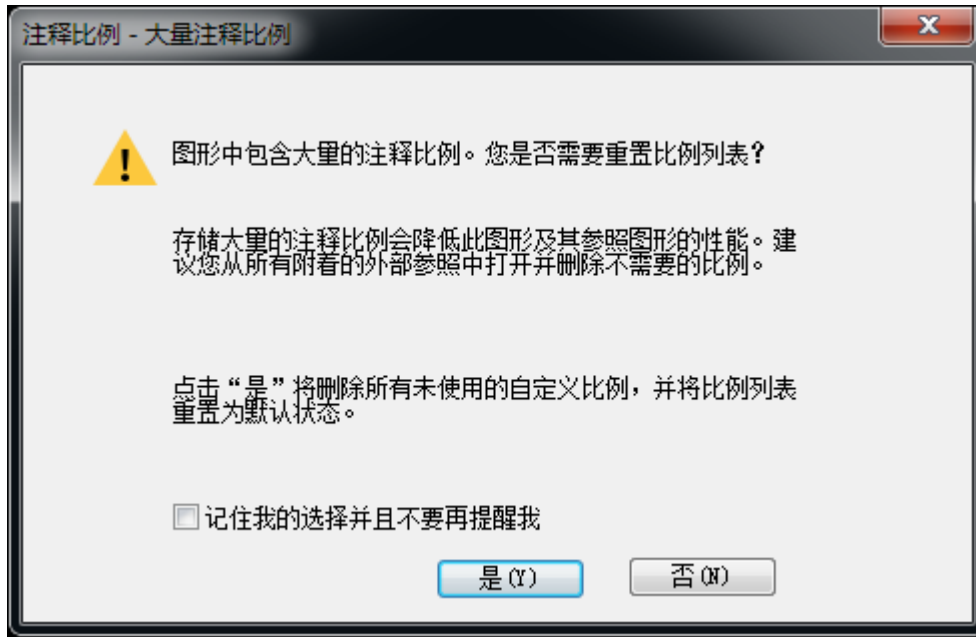 注释比例 - 大量注释比例
图形中包含大量的注释比例。您是否需要重置比例列表?
存储大里的注释比例会降低此图形及其参照图形的性能。建
议您从所有附着的外部参照中打开并删除不需要的比例。
点击“是”将删除所有未使用的自定义比例，并将比例列表
重置为默认状态。
记住我的选择并且不要再提醒我
是(Y)
否(N)